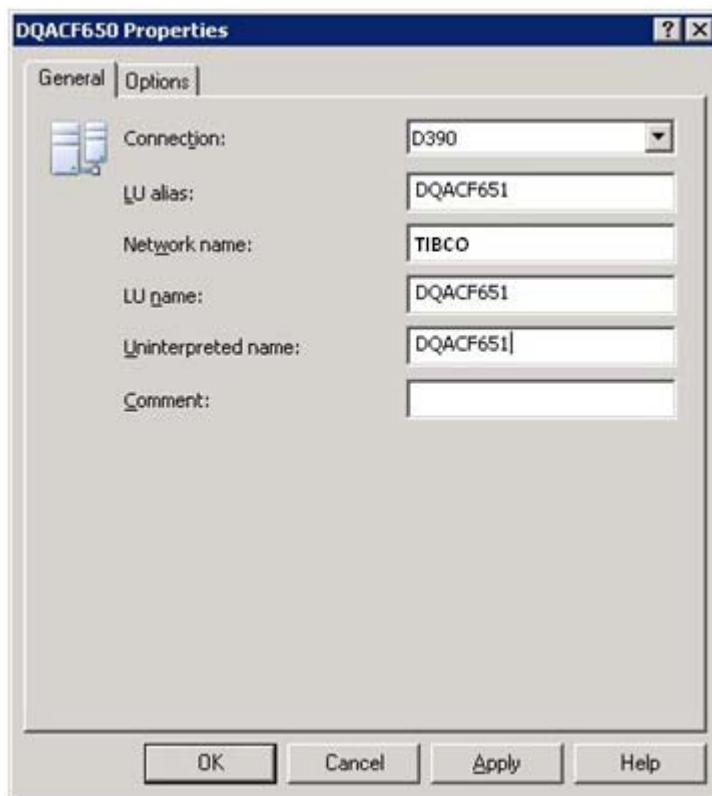 DQACF650 Properties
General Options
Connection: D390
LU alias: DQACF651
Network name: TIBCO
LU name: DQACF651
Uninterpreted name: DQACF651
Comment:
OK Cancel Apply Help